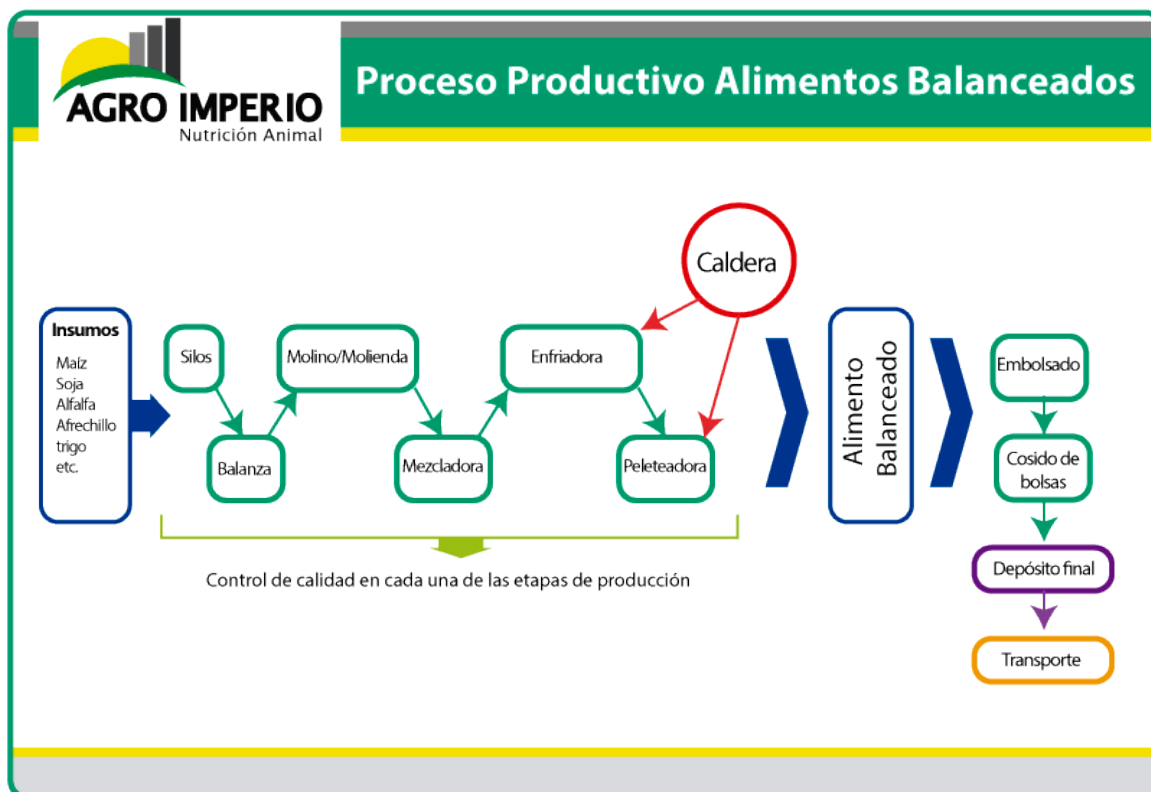 AGRO IMPERIO
Nutrición Animal
Proceso Productivo Alimentos Balanceados
Insumos
Maíz
Soja
Alfalfa
Afrechillo
trigo
etc.
Silos
Balanza
Molino/Molienda
Mezcladora
Enfriadora
Peleteadora
Caldera
Alimento
Balanceado
Embolsado
Cosido de
bolsas
Depósito final
Transporte
Control de calidad en cada una de las etapas de producción